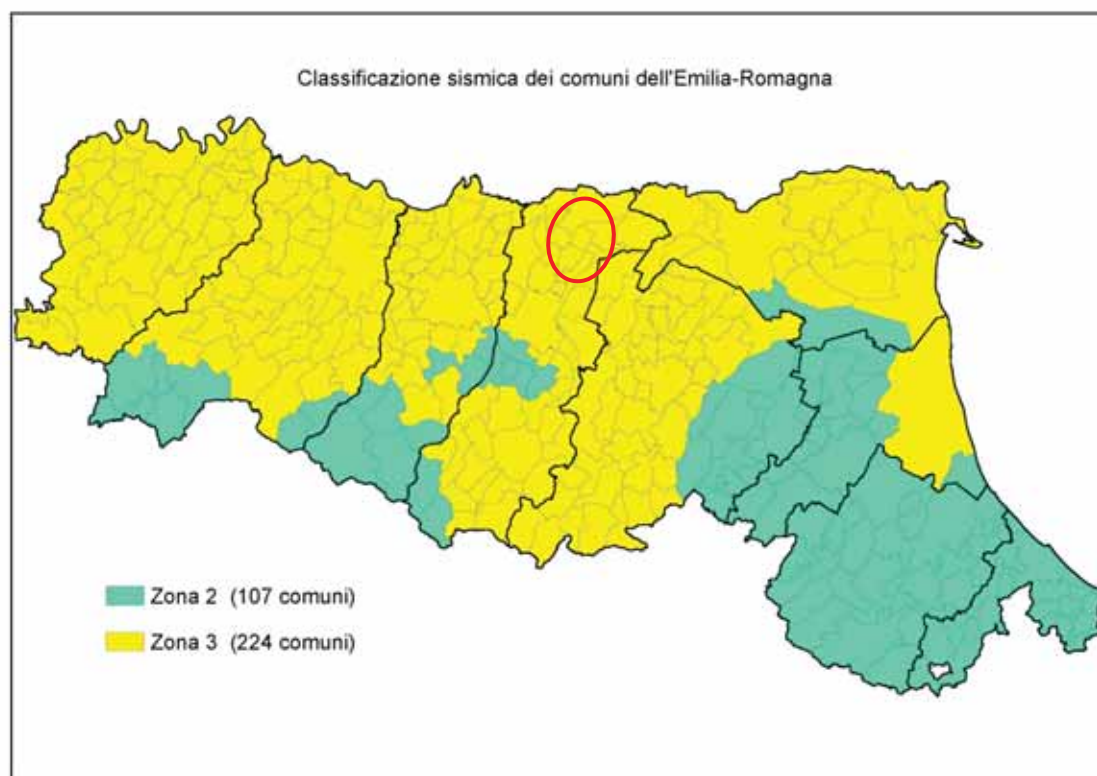 Classificazione sismica dei comuni dell'Emilia-Romagna
Zona 2 (107 comuni)
Zona 3 (224 comuni)